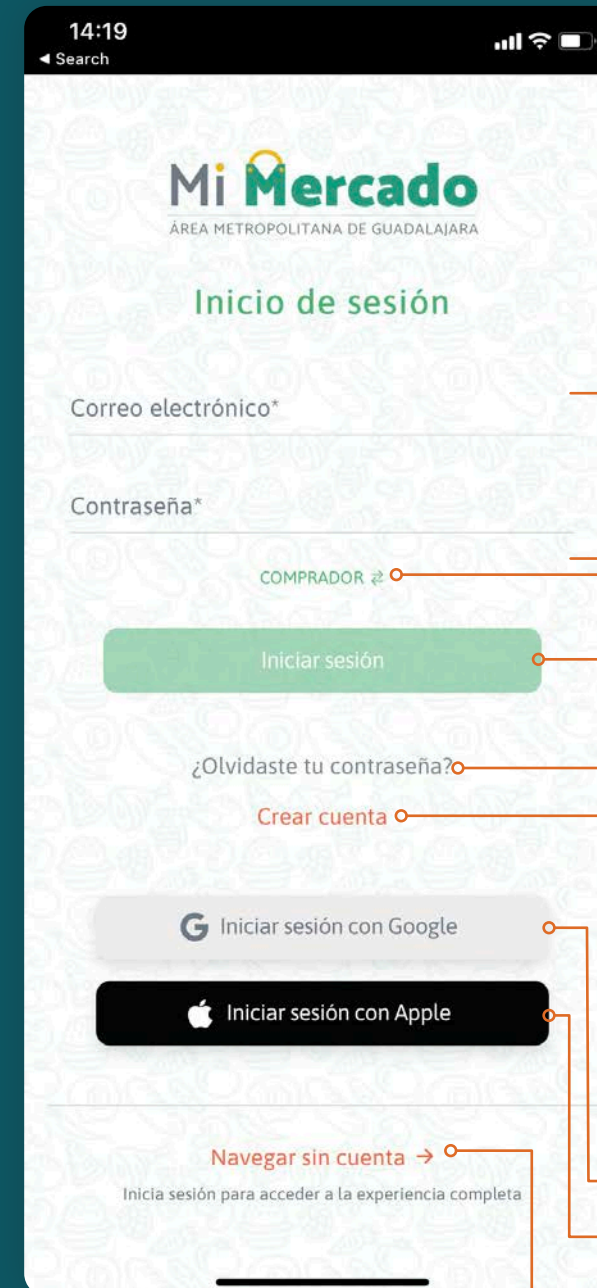 14:19
◄ Search
Mi Mercado
ÁREA METROPOLITANA DE GUADALAJARA
Inicio de sesión
Correo electrónico*
Contraseña*
COMPRADOR ⇄
Iniciar sesión
¿Olvidaste tu contraseña?
Crear cuenta
G Iniciar sesión con Google
Iniciar sesión con Apple
Navegar sin cuenta →
Inicia sesión para acceder a la experiencia completa